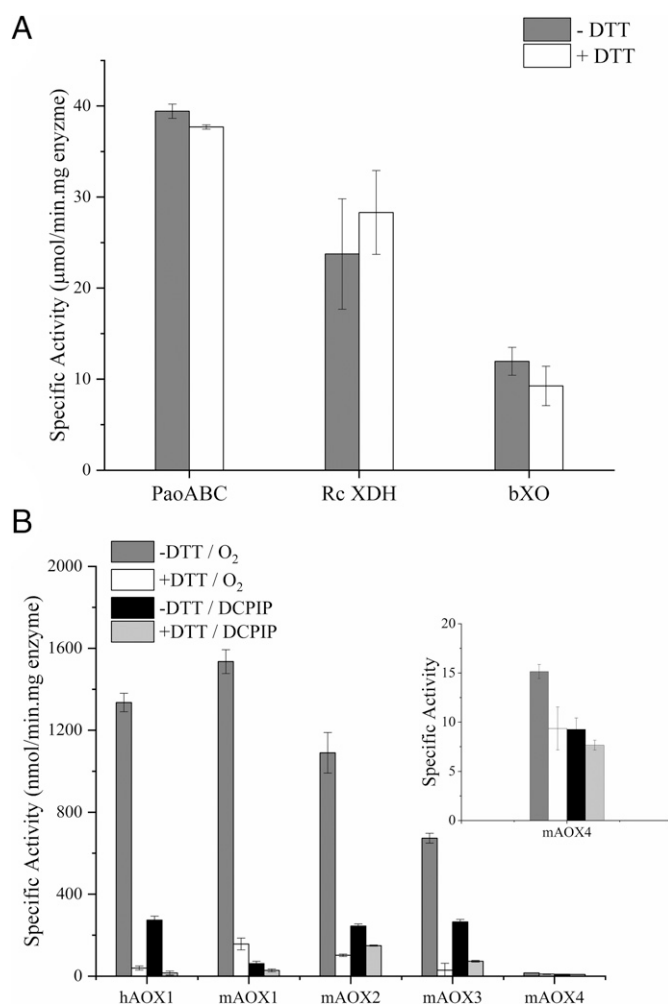 A
- DTT
+ DTT
Specific Activity (μmol/min.mg enyzme)
40
30
20
10
0
PaoABC Rc XDH bXO
B
-DTT / O₂
+DTT / O₂
-DTT / DCPIP
+DTT / DCPIP
Specific Activity (nmol/min.mg enzyme)
2000
1600
1200
800
400
0
hAOX1 mAOX1 mAOX2 mAOX3 mAOX4
Specific Activity
20
15
10
5
0
mAOX4